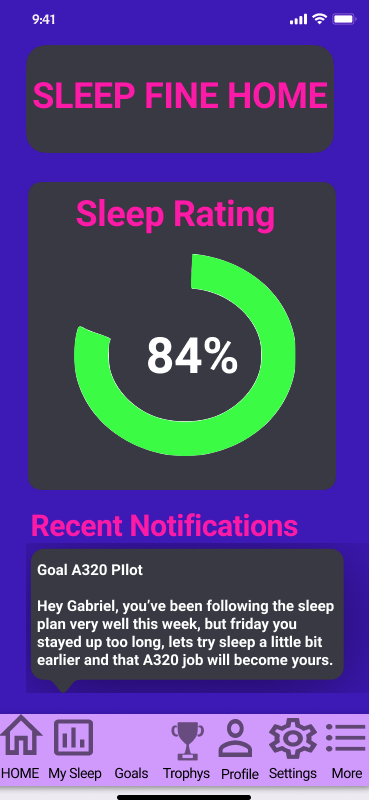 9:41
SLEEP FINE HOME
Sleep Rating
84%
Recent Notifications
Goal A320 PIlot
Hey Gabriel, you’ve been following the sleep
plan very well this week, but friday you
stayed up too long, lets try sleep a little bit
earlier and that A320 job will become yours.
HOME My Sleep Goals Trophys Profile Settings More